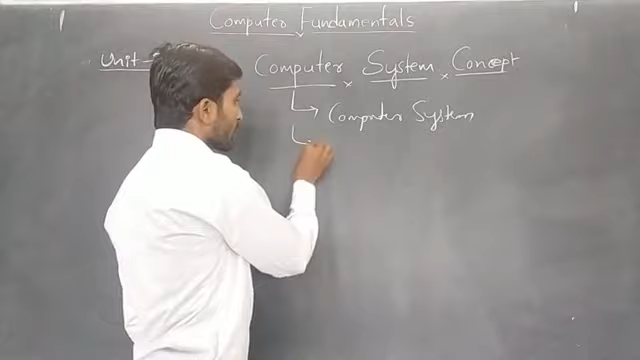 Computer Fundamentals
Unit- Computer System Concept
Computer System